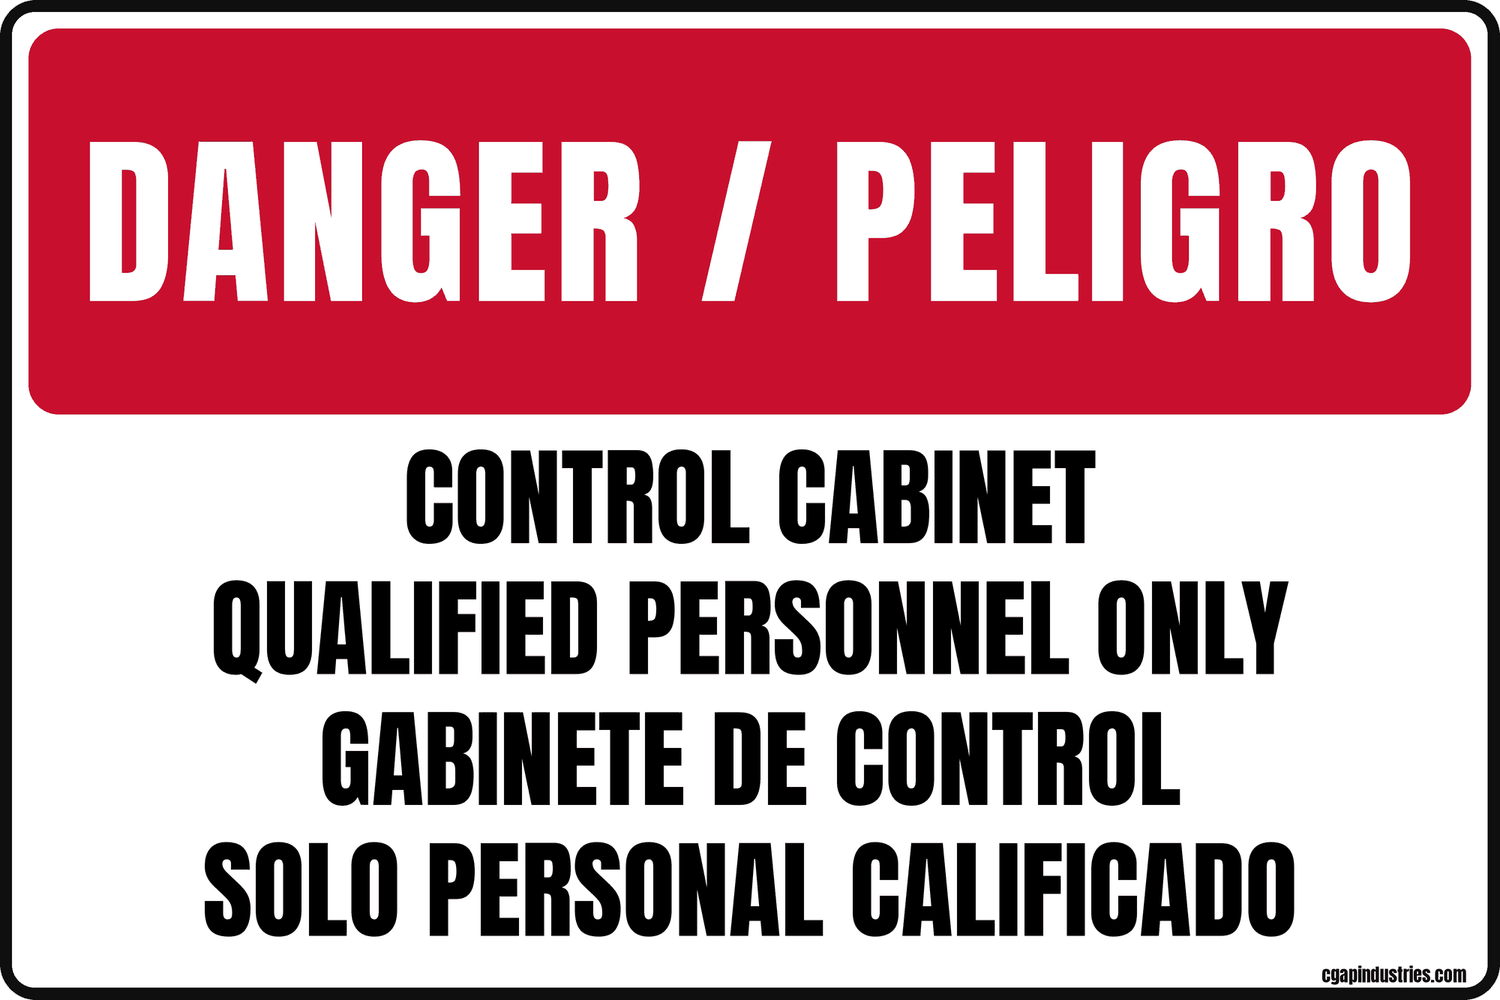 DANGER / PELIGRO
CONTROL CABINET
QUALIFIED PERSONNEL ONLY
GABINETE DE CONTROL
SOLO PERSONAL CALIFICADO
cgapindustries.com